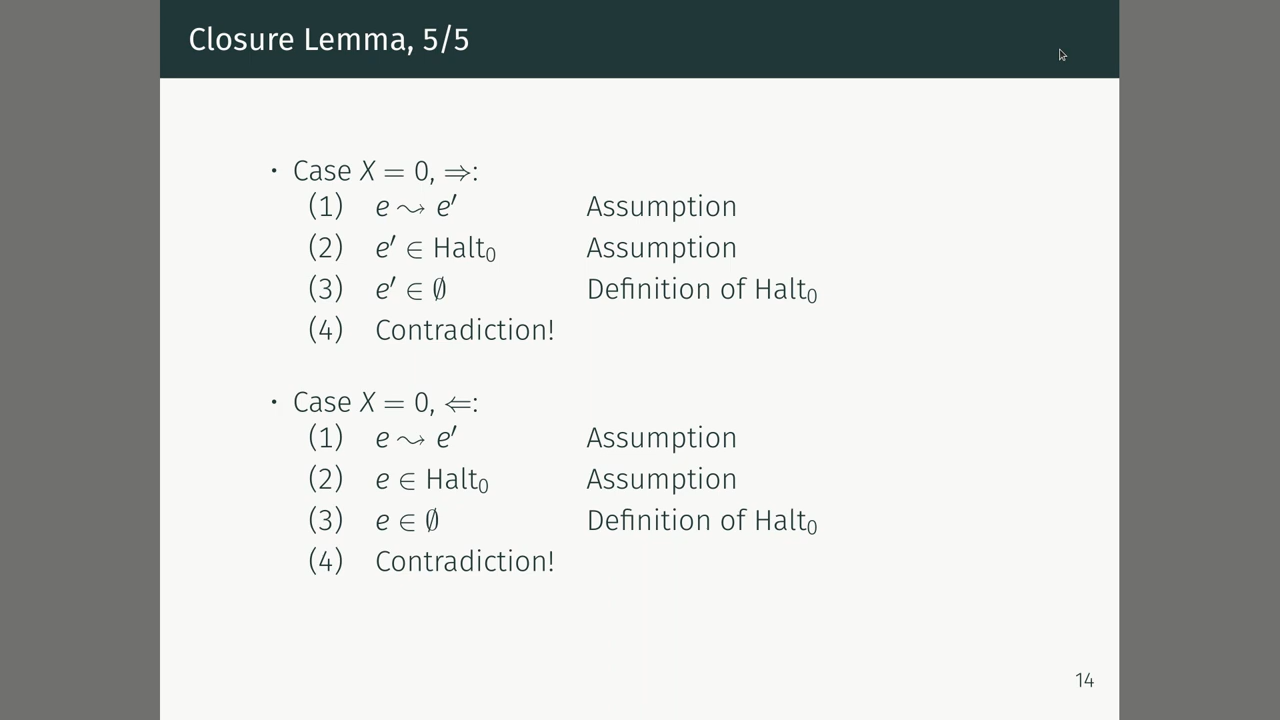 Closure Lemma, 5/5
• Case X = 0, ⇒:
(1) e ⇝ e′ Assumption
(2) e′ ∈ Halt₀ Assumption
(3) e′ ∈ ∅ Definition of Halt₀
(4) Contradiction!
• Case X = 0, ⇐:
(1) e ⇝ e′ Assumption
(2) e ∈ Halt₀ Assumption
(3) e ∈ ∅ Definition of Halt₀
(4) Contradiction!
14